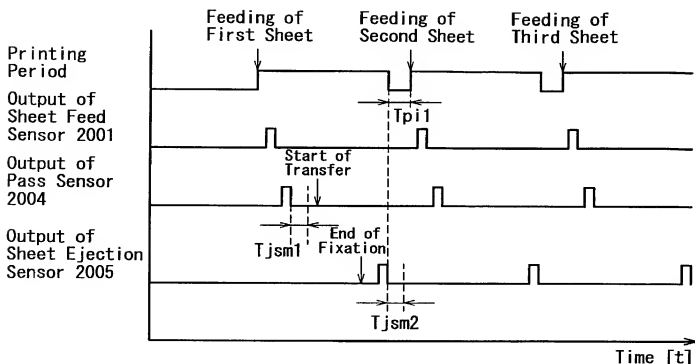 Feeding of
First Sheet
Feeding of
Second Sheet
Feeding of
Third Sheet
Printing
Period
Tpi1
Output of
Sheet Feed
Sensor 2001
Start of
Transfer
Output of
Pass Sensor
2004
Tjsm1
End of
Fixation
Output of
Sheet Ejection
Sensor 2005
Tjsm2
Time [t]